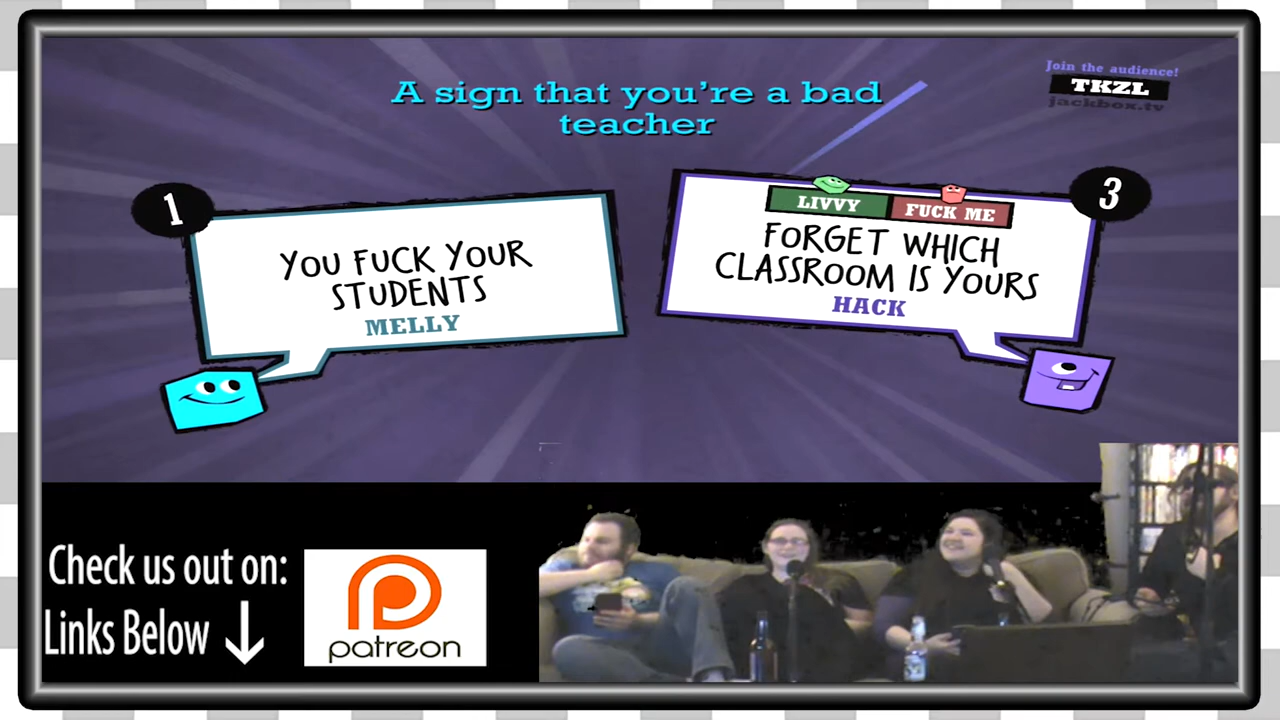 A sign that you're a bad
teacher
Join the audience!
TKZL
jackbox.tv
1
YOU FUCK YOUR
STUDENTS
MELLY
3
LIVVY
FUCK ME
FORGET WHICH
CLASSROOM IS YOURS
HACK
Check us out on:
Links Below
patreon